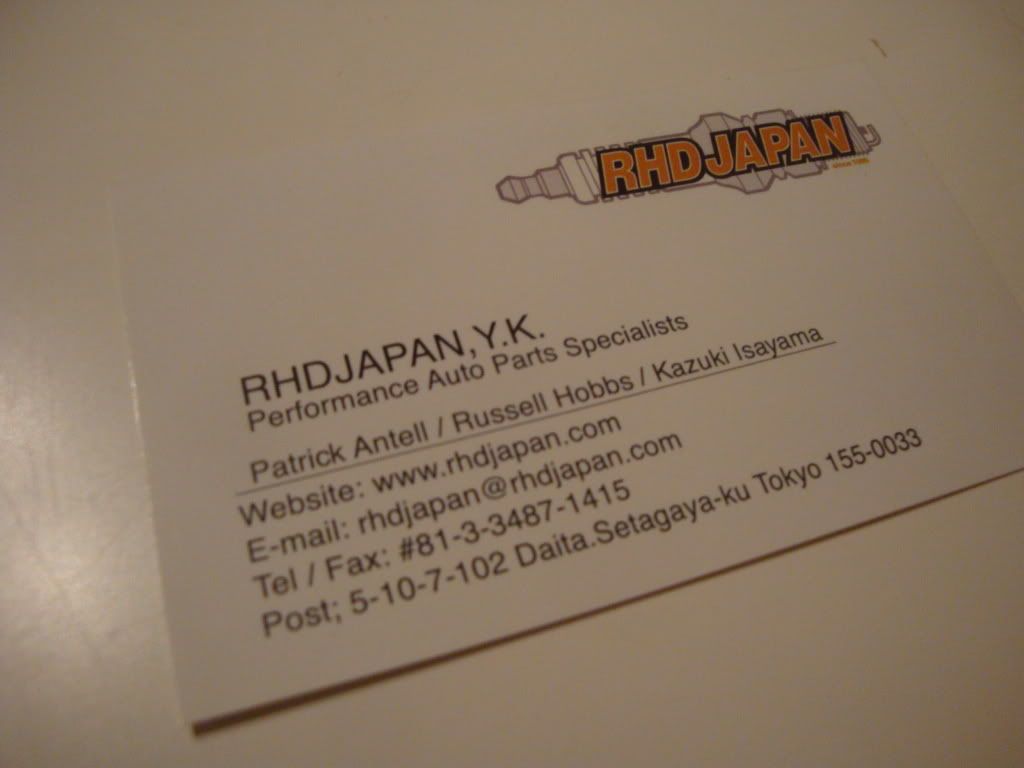 RHDJAPAN
RHDJAPAN,Y.K.
Performance Auto Parts Specialists
Patrick Antell / Russell Hobbs / Kazuki Isayama
Website: www.rhdjapan.com
E-mail: rhdjapan@rhdjapan.com
Tel / Fax: #81-3-3487-1415
Post; 5-10-7-102 Daita.Setagaya-ku Tokyo 155-0033